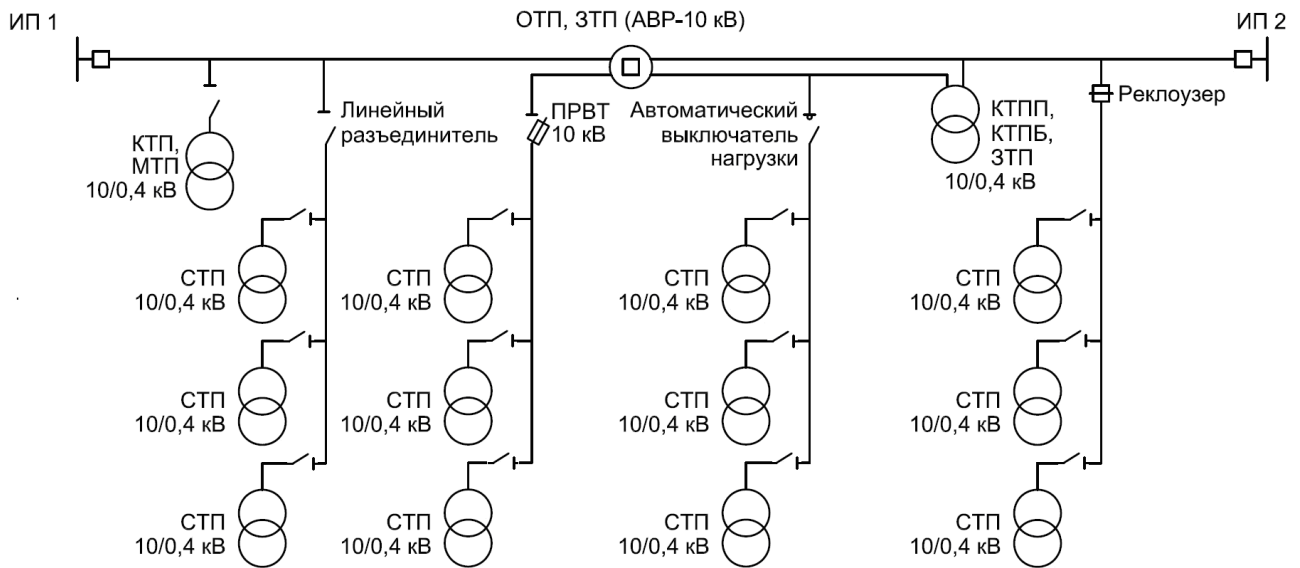 ИП 1
ОТП, ЗТП (АВР-10 кВ)
ИП 2
КТП,
МТП
10/0,4 кВ
Линейный
разъединитель
ПРВТ
10 кВ
Автоматический
выключатель
нагрузки
КТПП,
КТПБ,
ЗТП
10/0,4 кВ
Реклоузер
СТП
10/0,4 кВ
СТП
10/0,4 кВ
СТП
10/0,4 кВ
СТП
10/0,4 кВ
СТП
10/0,4 кВ
СТП
10/0,4 кВ
СТП
10/0,4 кВ
СТП
10/0,4 кВ
СТП
10/0,4 кВ
СТП
10/0,4 кВ
СТП
10/0,4 кВ
СТП
10/0,4 кВ